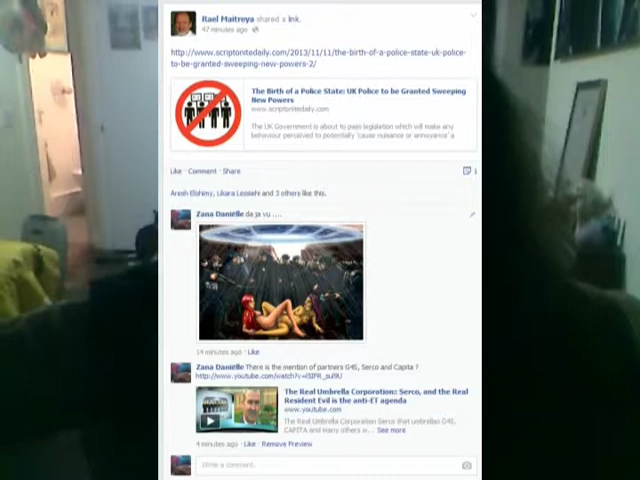 Rael Maitreya shared a link.
47 minutes ago
http://www.scriptonitedaily.com/2013/11/11/the-birth-of-a-police-state-uk-police-
to-be-granted-sweeping-new-powers-2/
The Birth of a Police State: UK Police to be Granted Sweeping
New Powers
www.scriptonitedaily.com
The UK Government is about to pass legislation which will make any
behaviour perceived to potentially 'cause nuisance or annoyance' a
Like · Comment · Share
1
and 3 others like this.
Zana Danielle da ja vu ....
14 minutes ago · Like
Zana Danielle There is the mention of partners G4S, Serco and Capita ?
The Real Umbrella Corporation:: Serco, and the Real
Resident Evil is the anti-ET agenda
www.youtube.com
The Real Umbrella Corporation Serco that umbrellas G4S,
CAPITA and many others w... See more
4 minutes ago · Like · Remove Preview
Write a comment...